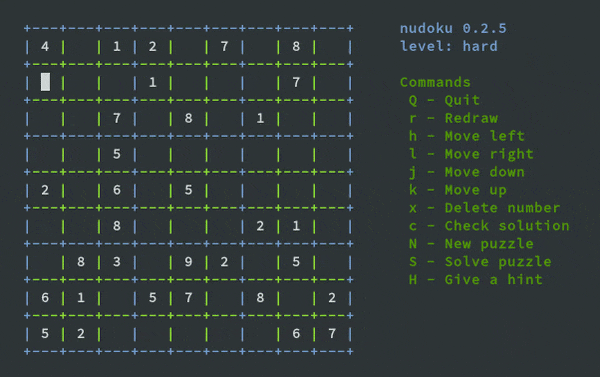 4 1 2 7 8
1 7
7 8 1
5
2 6 5
8 2 1
8 3 9 2 5
6 1 5 7 8 2
5 2 6 7
nudoku 0.2.5
level: hard
Commands
Q - Quit
r - Redraw
h - Move left
l - Move right
j - Move down
k - Move up
x - Delete number
c - Check solution
N - New puzzle
S - Solve puzzle
H - Give a hint